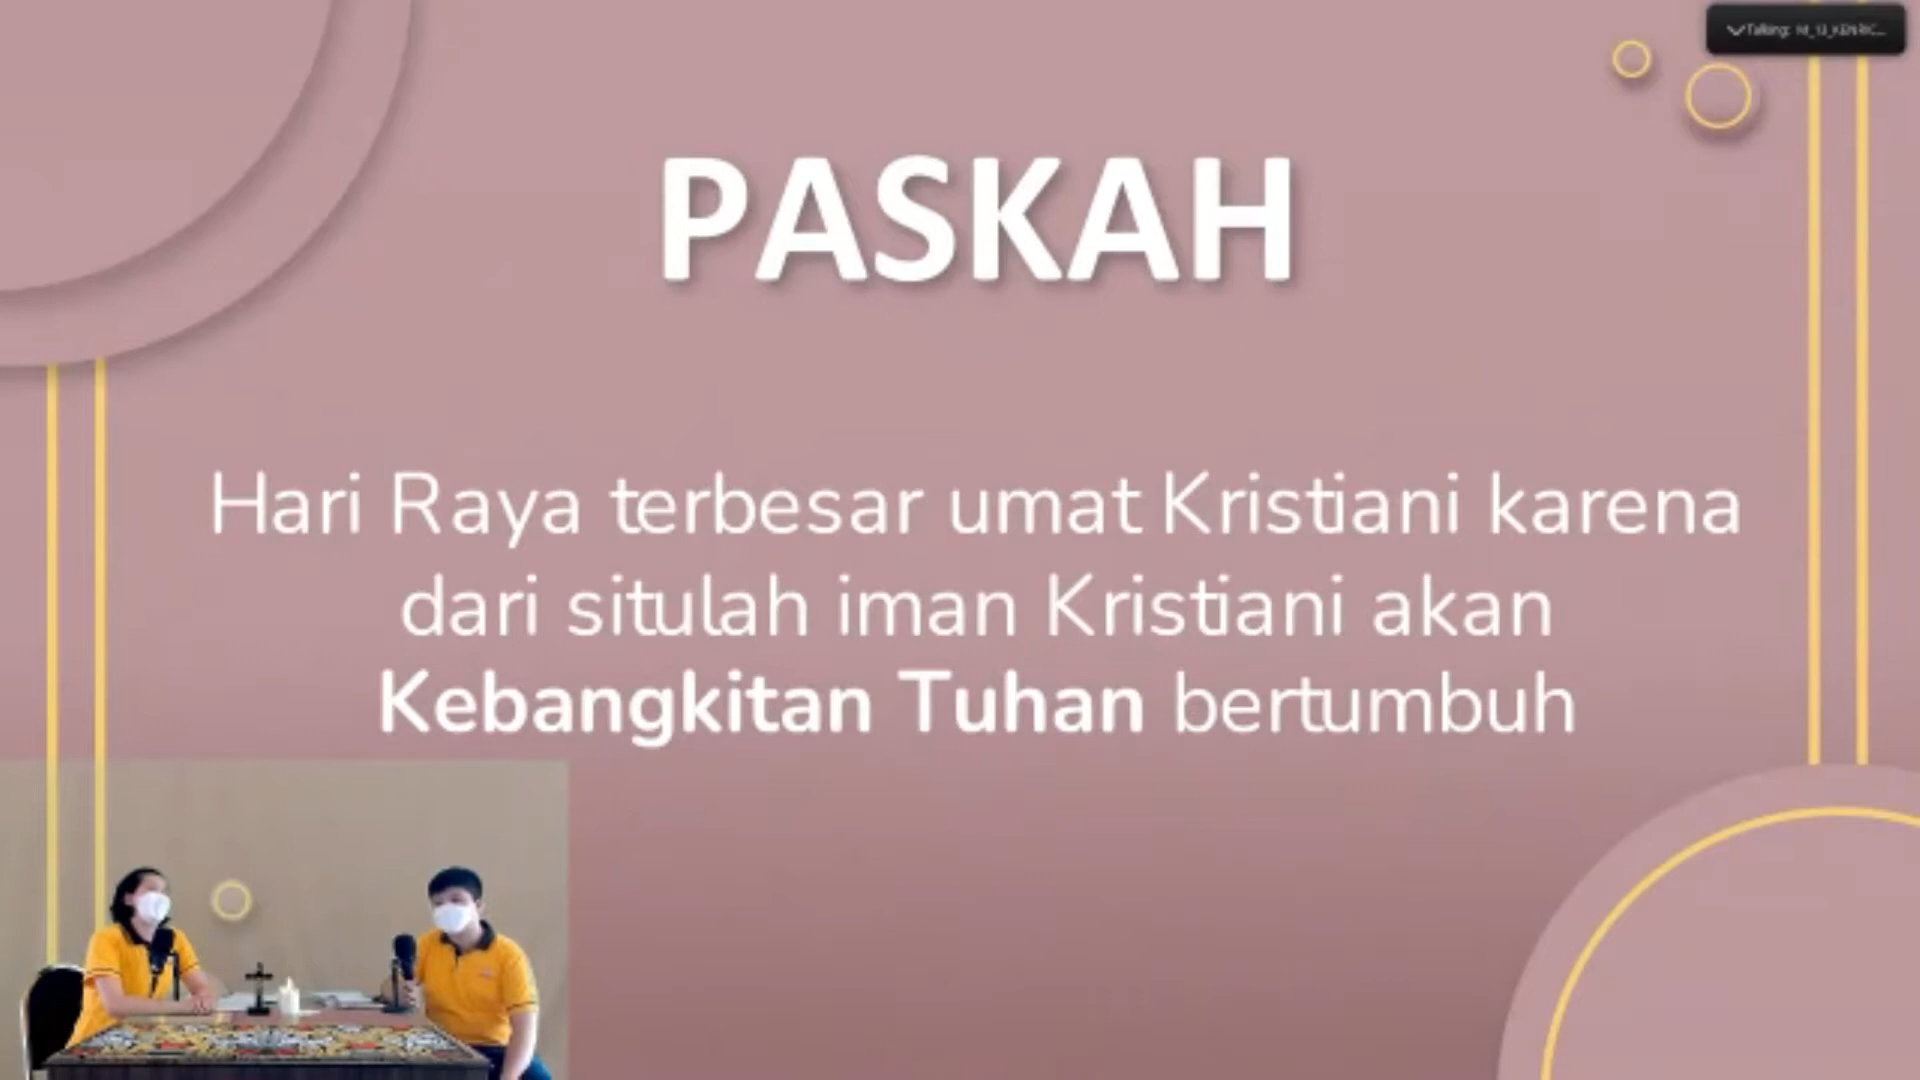 PASKAH
Hari Raya terbesar umat Kristiani karena
dari situlah iman Kristiani akan
Kebangkitan Tuhan bertumbuh